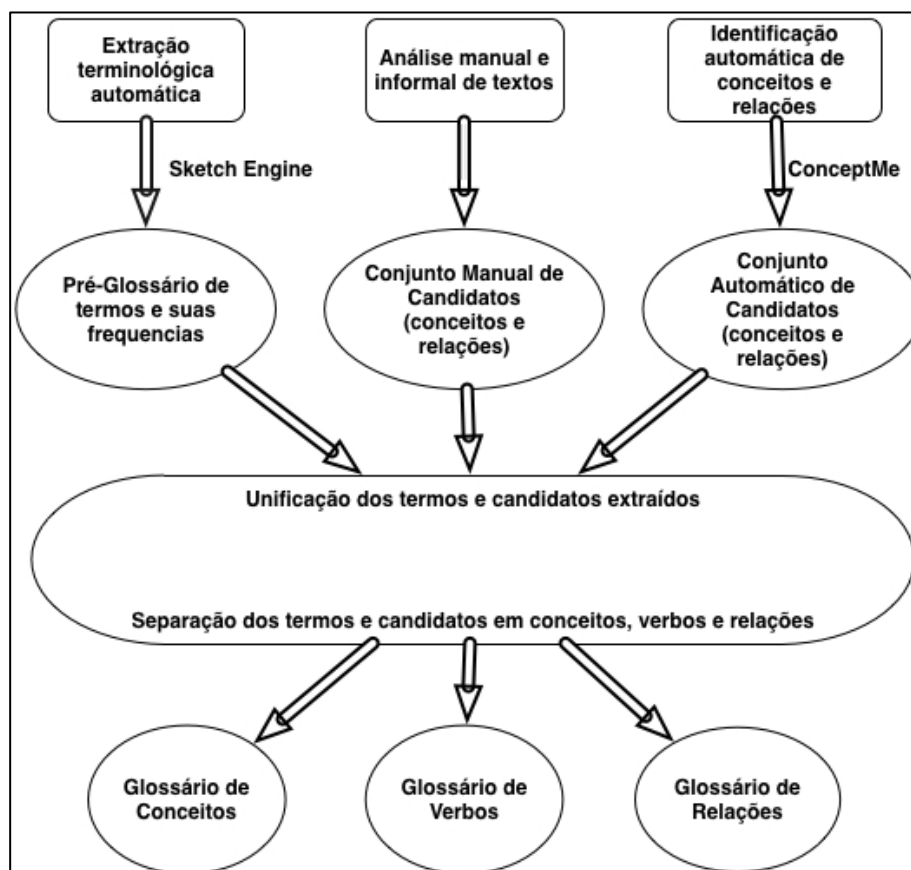 Extração
terminológica
automática
Análise manual e
informal de textos
Identificação
automática de
conceitos e
relações
Sketch Engine
ConceptMe
Pré-Glossário de
termos e suas
frequencias
Conjunto Manual de
Candidatos
(conceitos e
relações)
Conjunto
Automático de
Candidatos
(conceitos e
relações)
Unificação dos termos e candidatos extraídos
Separação dos termos e candidatos em conceitos, verbos e relações
Glossário de
Conceitos
Glossário de
Verbos
Glossário de
Relações